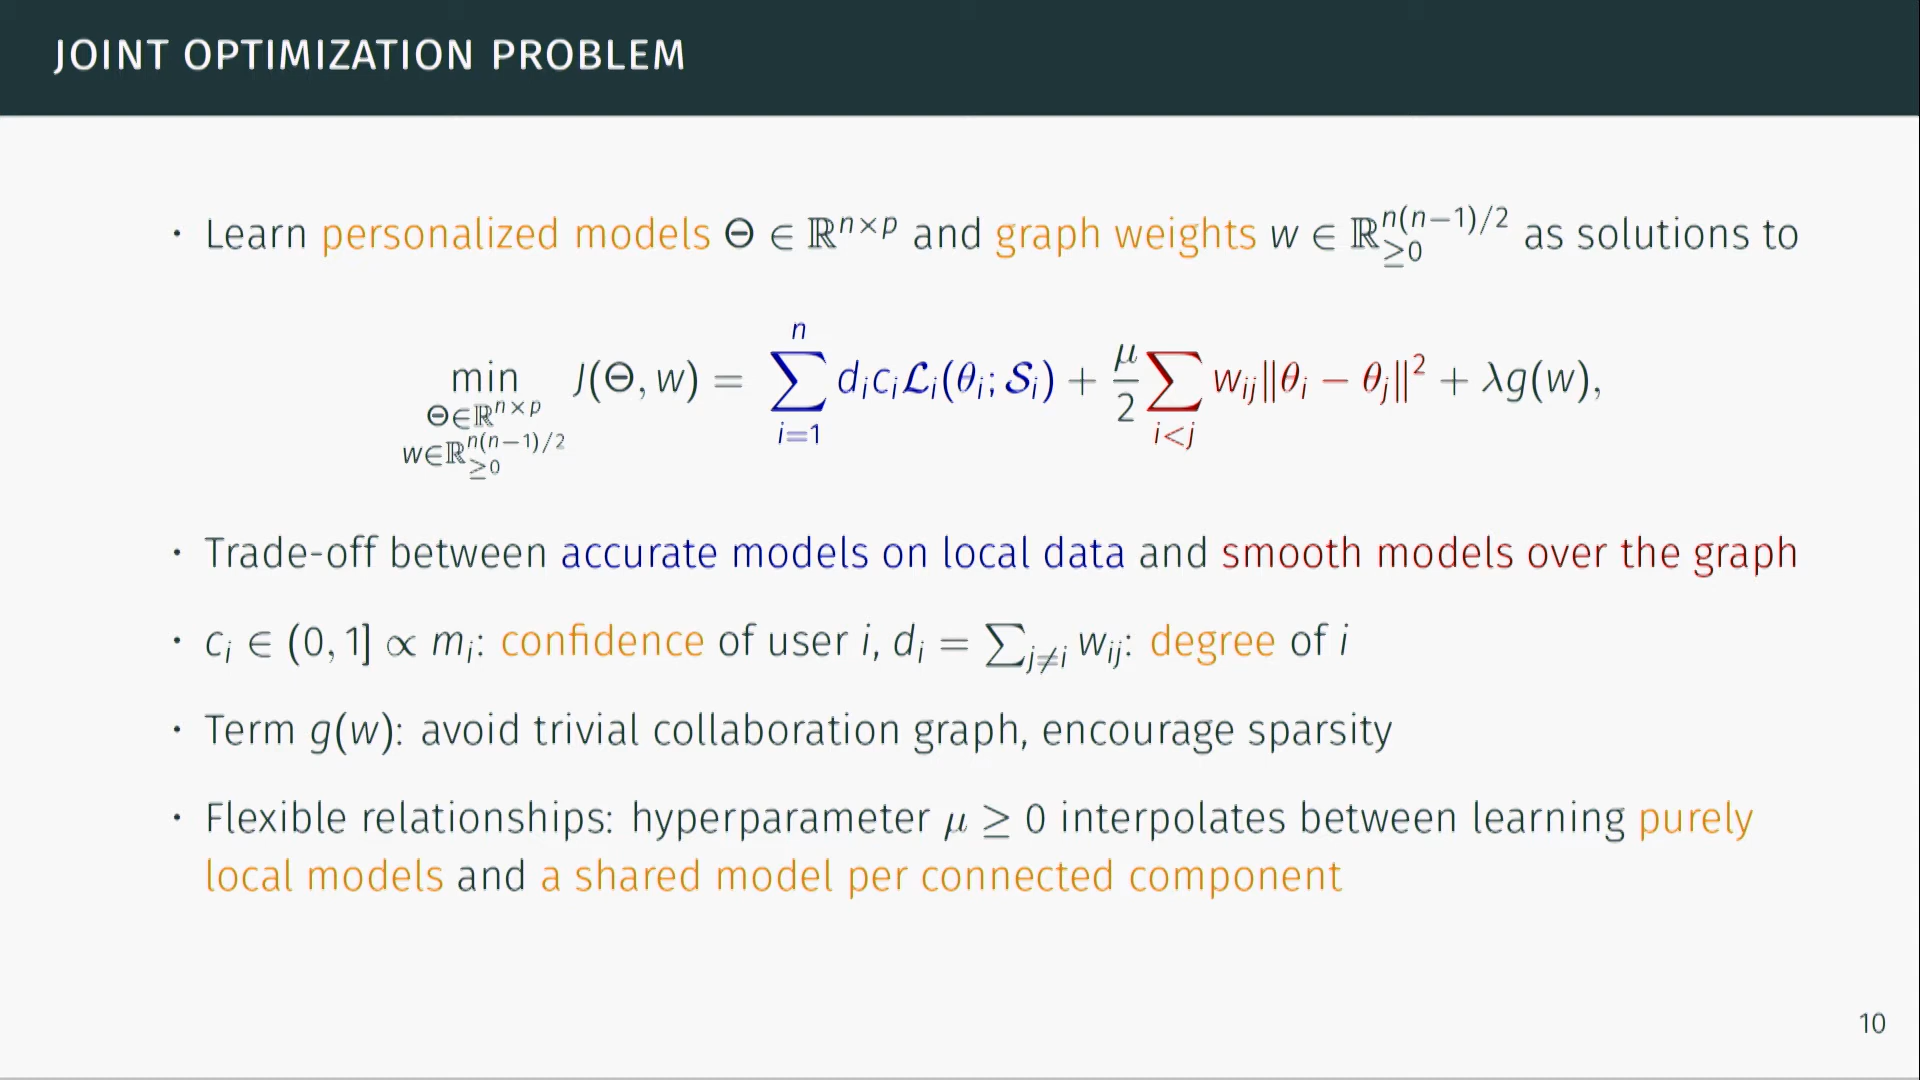 JOINT OPTIMIZATION PROBLEM
· Learn personalized models Θ ∈ ℝ^{n×p} and graph weights w ∈ ℝ_{≥0}^{n(n−1)/2} as solutions to
min_{Θ∈ℝ^{n×p}, w∈ℝ_{≥0}^{n(n−1)/2}} J(Θ, w) = ∑_{i=1}^{n} d_i c_i 𝓛_i(θ_i; 𝓢_i) + μ/2 ∑_{i<j} w_{ij}‖θ_i − θ_j‖² + λg(w),
· Trade-off between accurate models on local data and smooth models over the graph
· c_i ∈ (0, 1] ∝ m_i: confidence of user i, d_i = ∑_{j≠i} w_{ij}: degree of i
· Term g(w): avoid trivial collaboration graph, encourage sparsity
· Flexible relationships: hyperparameter μ ≥ 0 interpolates between learning purely
local models and a shared model per connected component
10